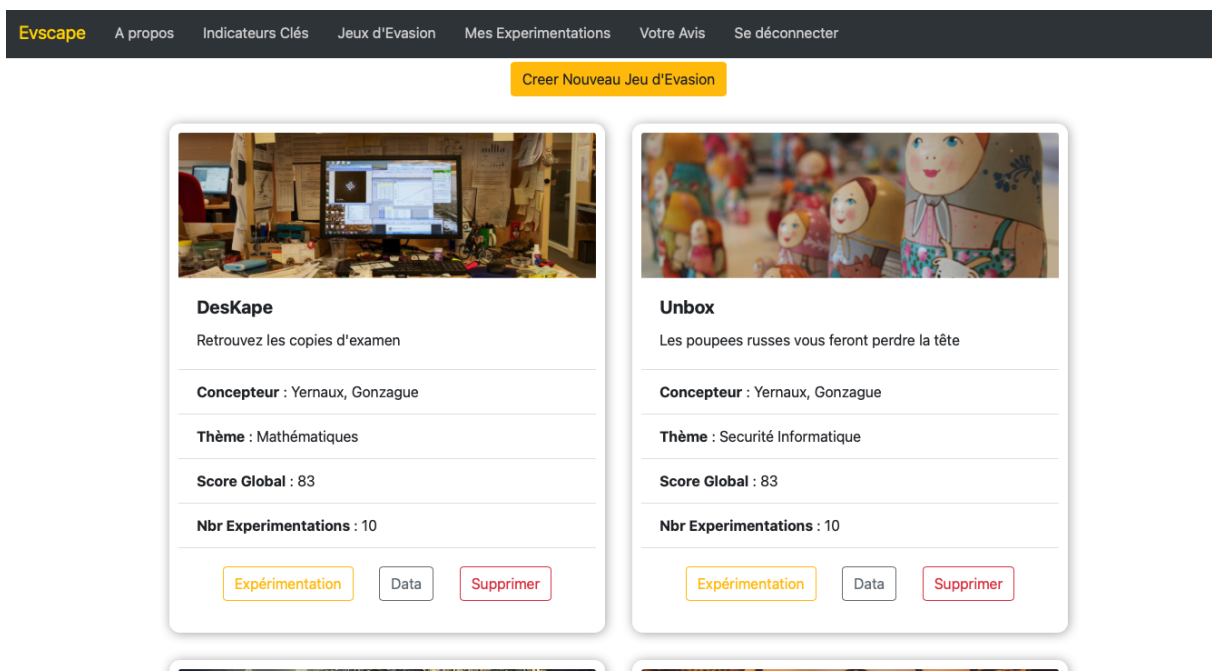 Evscape A propos Indicateurs Clés Jeux d'Evasion Mes Experimentations Votre Avis Se déconnecter
Creer Nouveau Jeu d'Evasion
DesKape
Retrouvez les copies d'examen
Concepteur : Yernaux, Gonzague
Thème : Mathématiques
Score Global : 83
Nbr Experimentations : 10
Expérimentation Data Supprimer
Unbox
Les poupees russes vous feront perdre la tête
Concepteur : Yernaux, Gonzague
Thème : Securité Informatique
Score Global : 83
Nbr Experimentations : 10
Expérimentation Data Supprimer